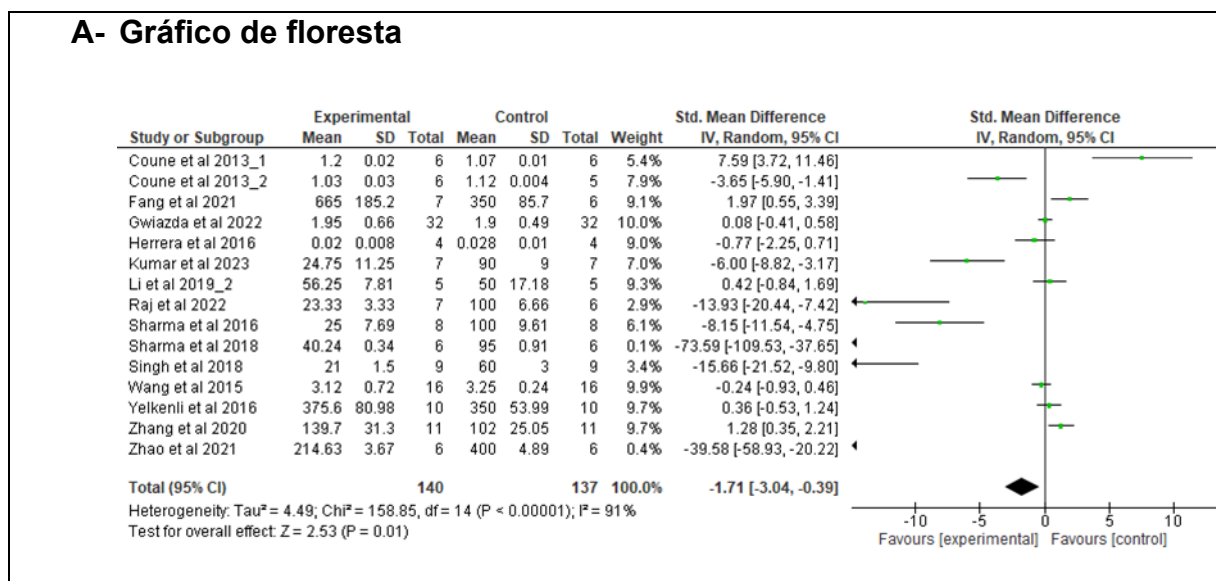 A- Gráfico de floresta
Experimental Control Std. Mean Difference Std. Mean Difference
Study or Subgroup Mean SD Total Mean SD Total Weight IV, Random, 95% CI IV, Random, 95% CI
Coune et al 2013_1 1.2 0.02 6 1.07 0.01 6 5.4% 7.59 [3.72, 11.46]
Coune et al 2013_2 1.03 0.03 6 1.12 0.004 5 7.9% -3.65 [-5.90, -1.41]
Fang et al 2021 665 185.2 7 350 85.7 6 9.1% 1.97 [0.55, 3.39]
Gwiazda et al 2022 1.95 0.66 32 1.9 0.49 32 10.0% 0.08 [-0.41, 0.58]
Herrera et al 2016 0.02 0.008 4 0.028 0.01 4 9.0% -0.77 [-2.25, 0.71]
Kumar et al 2023 24.75 11.25 7 90 9 7 7.0% -6.00 [-8.82, -3.17]
Li et al 2019_2 56.25 7.81 5 50 17.18 5 9.3% 0.42 [-0.84, 1.69]
Raj et al 2022 23.33 3.33 7 100 6.66 6 2.9% -13.93 [-20.44, -7.42]
Sharma et al 2016 25 7.69 8 100 9.61 8 6.1% -8.15 [-11.54, -4.75]
Sharma et al 2018 40.24 0.34 6 95 0.91 6 0.1% -73.59 [-109.53, -37.65]
Singh et al 2018 21 1.5 9 60 3 9 3.4% -15.66 [-21.52, -9.80]
Wang et al 2015 3.12 0.72 16 3.25 0.24 16 9.9% -0.24 [-0.93, 0.46]
Yelkenli et al 2016 375.6 80.98 10 350 53.99 10 9.7% 0.36 [-0.53, 1.24]
Zhang et al 2020 139.7 31.3 11 102 25.05 11 9.7% 1.28 [0.35, 2.21]
Zhao et al 2021 214.63 3.67 6 400 4.89 6 0.4% -39.58 [-58.93, -20.22]
Total (95% CI) 140 137 100.0% -1.71 [-3.04, -0.39]
Heterogeneity: Tau² = 4.49; Chi² = 158.85, df = 14 (P < 0.00001); I² = 91%
Test for overall effect: Z = 2.53 (P = 0.01)
-10 -5 0 5 10
Favours [experimental] Favours [control]